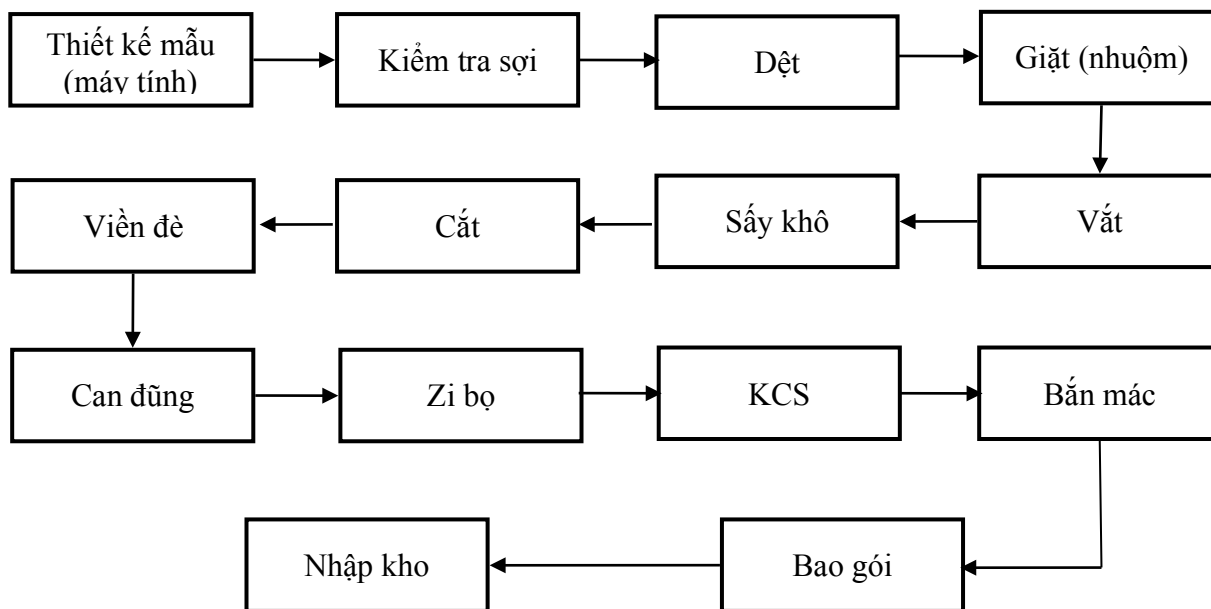 Thiết kế mẫu
(máy tính)
Kiểm tra sợi
Dệt
Giặt (nhuộm)
Vắt
Sấy khô
Cắt
Viền đè
Can đũng
Zi bọ
KCS
Bắn mác
Bao gói
Nhập kho